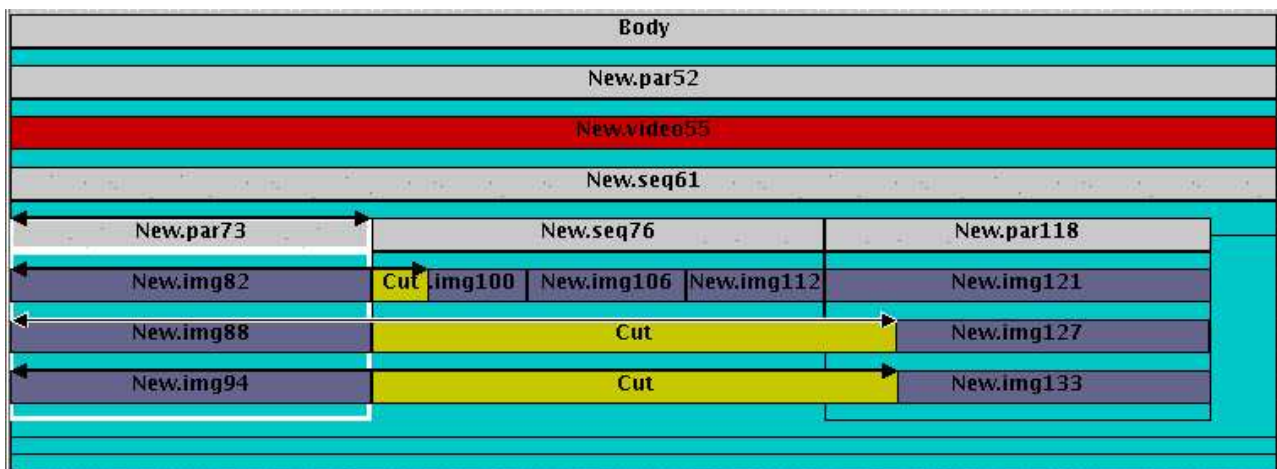 Body
New.par52
New.video55
New.seq61
New.par73 New.seq76 New.par118
New.img82 Cut .img100 New.img106 New.img112 New.img121
New.img88 Cut New.img127
New.img94 Cut New.img133